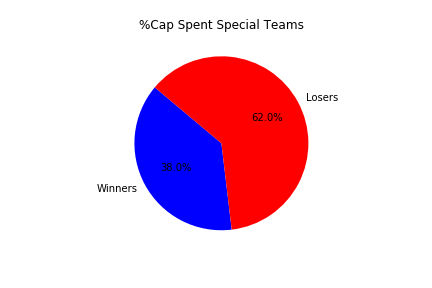 %Cap Spent Special Teams
Losers
62.0%
38.0%
Winners